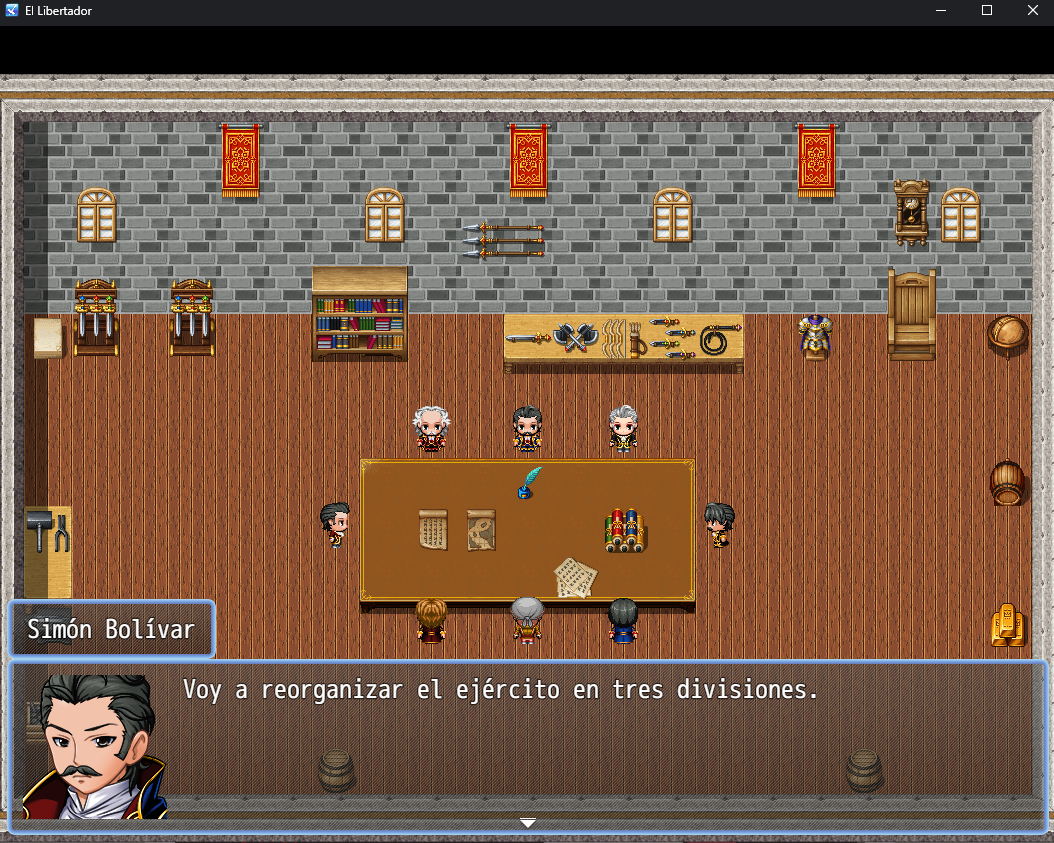 El Libertador
Simón Bolívar
Voy a reorganizar el ejército en tres divisiones.